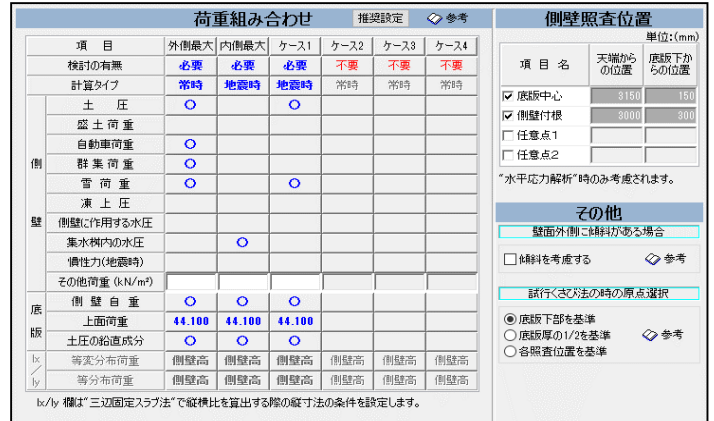 荷重組み合わせ 推奨設定 参考
項 目 外側最大 内側最大 ケース1 ケース2 ケース3 ケース4
検討の有無 必要 必要 必要 不要 不要 不要
計算タイプ 常時 地震時 地震時 常時 常時 常時
側壁
土 圧 ○ ○
盛土荷重
自動車荷重 ○
群集荷重 ○
雪荷重 ○ ○
凍上圧
側壁に作用する水圧
集水桝内の水圧 ○
慣性力(地震時)
その他荷重 (kN/m²)
底版
側壁自重 ○ ○ ○
上面荷重 44.100 44.100 44.100
土圧の鉛直成分 ○ ○ ○
lx/ly
等変分布荷重 側壁高 側壁高 側壁高 側壁高 側壁高 側壁高
等分布荷重 側壁高 側壁高 側壁高 側壁高 側壁高 側壁高
lx/ly 欄は"三辺固定スラブ法"で縦横比を算出する際の縦寸法の条件を設定します。
側壁照査位置
単位:(mm)
項 目 名 天端からの位置 底版下からの位置
底版中心 3150 150
側壁付根 3000 300
任意点1
任意点2
"水平応力解析"時のみ考慮されます。
その他
壁面外側に傾斜がある場合
傾斜を考慮する 参考
試行くさび法の時の原点選択
底版下部を基準
底版厚の1/2を基準 参考
各照査位置を基準